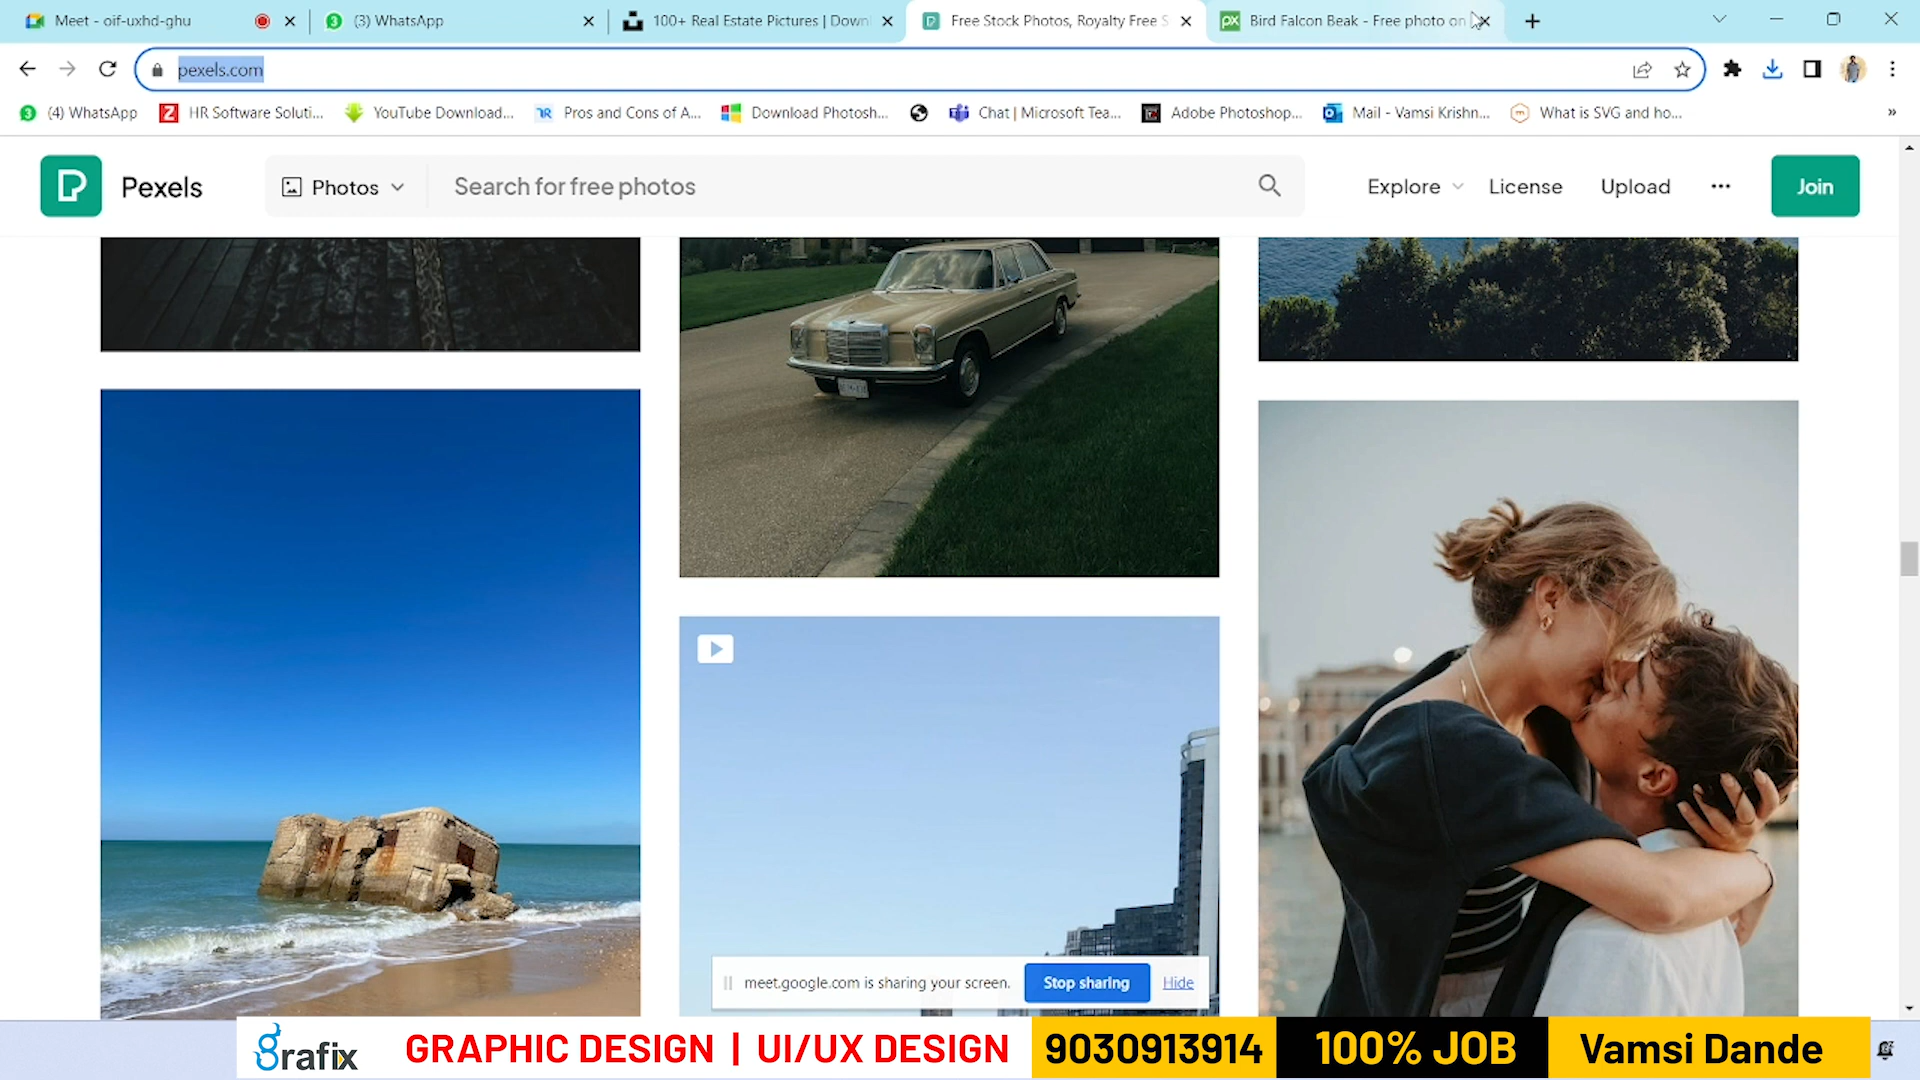 Meet - oif-uxhd-ghu
(3) WhatsApp
100+ Real Estate Pictures | Down
Free Stock Photos, Royalty Free S
Bird Falcon Beak - Free photo on
pexels.com
(4) WhatsApp
HR Software Soluti...
YouTube Download...
Pros and Cons of A...
Download Photosh...
Chat | Microsoft Tea...
Adobe Photoshop...
Mail - Vamsi Krishn...
What is SVG and ho...
Pexels
Photos
Search for free photos
Explore
License
Upload
Join
meet.google.com is sharing your screen.
Stop sharing
Hide
Grafix
GRAPHIC DESIGN | UI/UX DESIGN
9030913914
100% JOB
Vamsi Dande